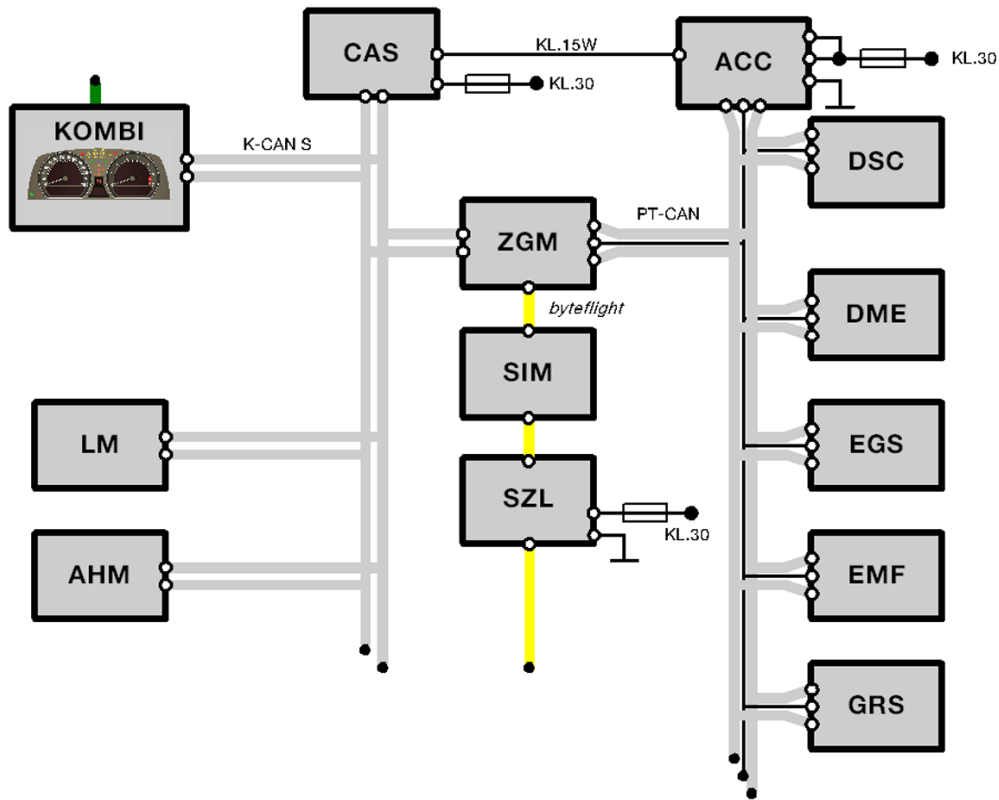 CAS
KL.15W
ACC
KL.30
KL.30
KOMBI
K-CAN S
DSC
PT-CAN
ZGM
byteflight
DME
SIM
LM
EGS
SZL
KL.30
AHM
EMF
GRS